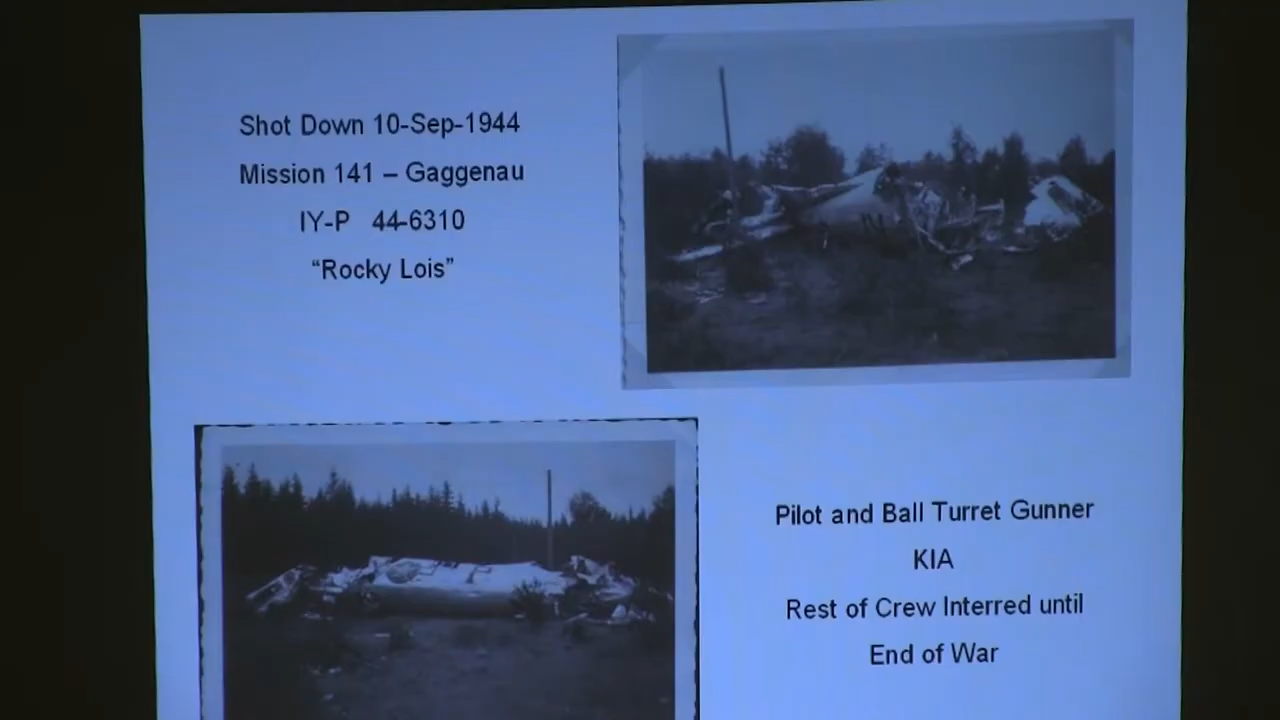 Shot Down 10-Sep-1944
Mission 141 – Gaggenau
IY-P 44-6310
“Rocky Lois”
Pilot and Ball Turret Gunner
KIA
Rest of Crew Interred until
End of War